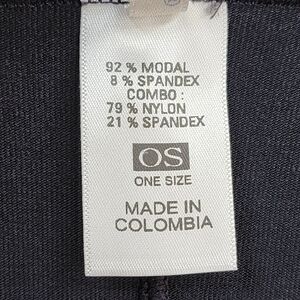 92 % MODAL
8 % SPANDEX
COMBO :
79 % NYLON
21 % SPANDEX
OS
ONE SIZE
MADE IN
COLOMBIA